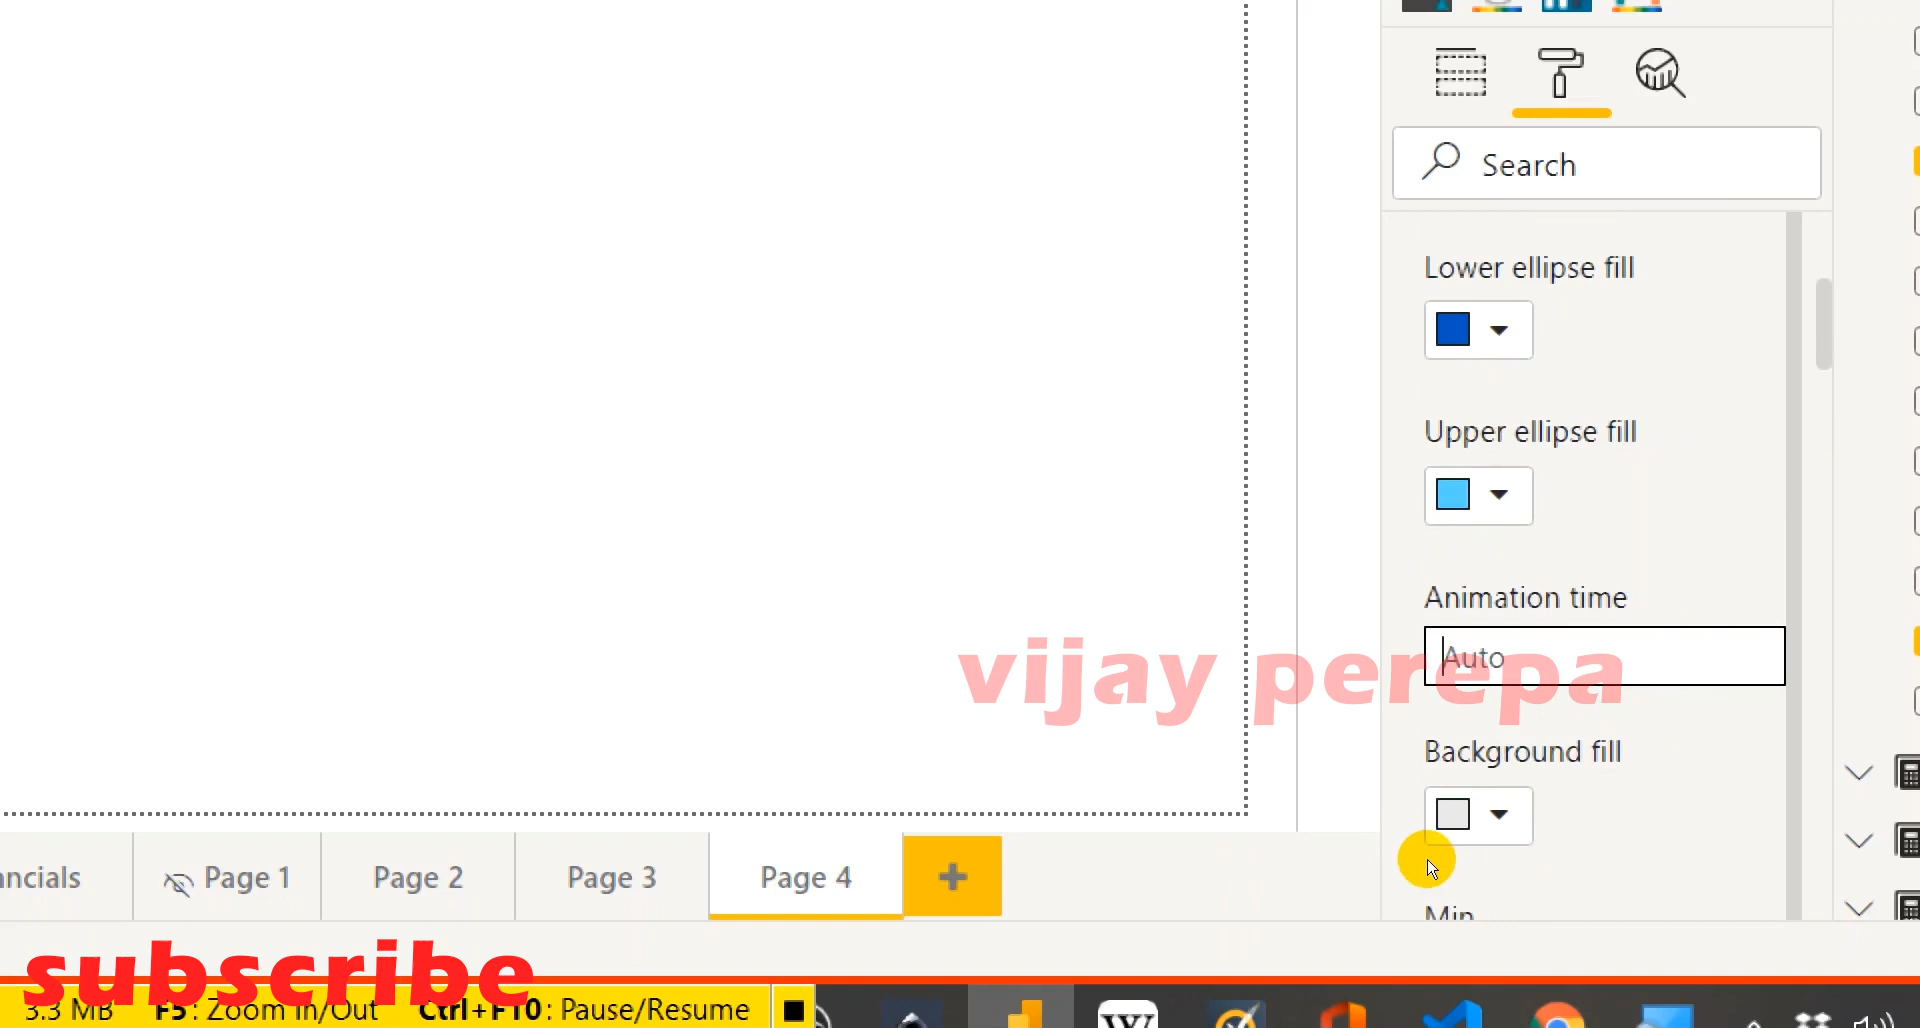 Search
Lower ellipse fill
Upper ellipse fill
Animation time
Auto
vijay perepa
Background fill
Min
ancials
Page 1
Page 2
Page 3
Page 4
+
subscribe
3.3 MB F5: Zoom In/Out Ctrl+F10: Pause/Resume
W